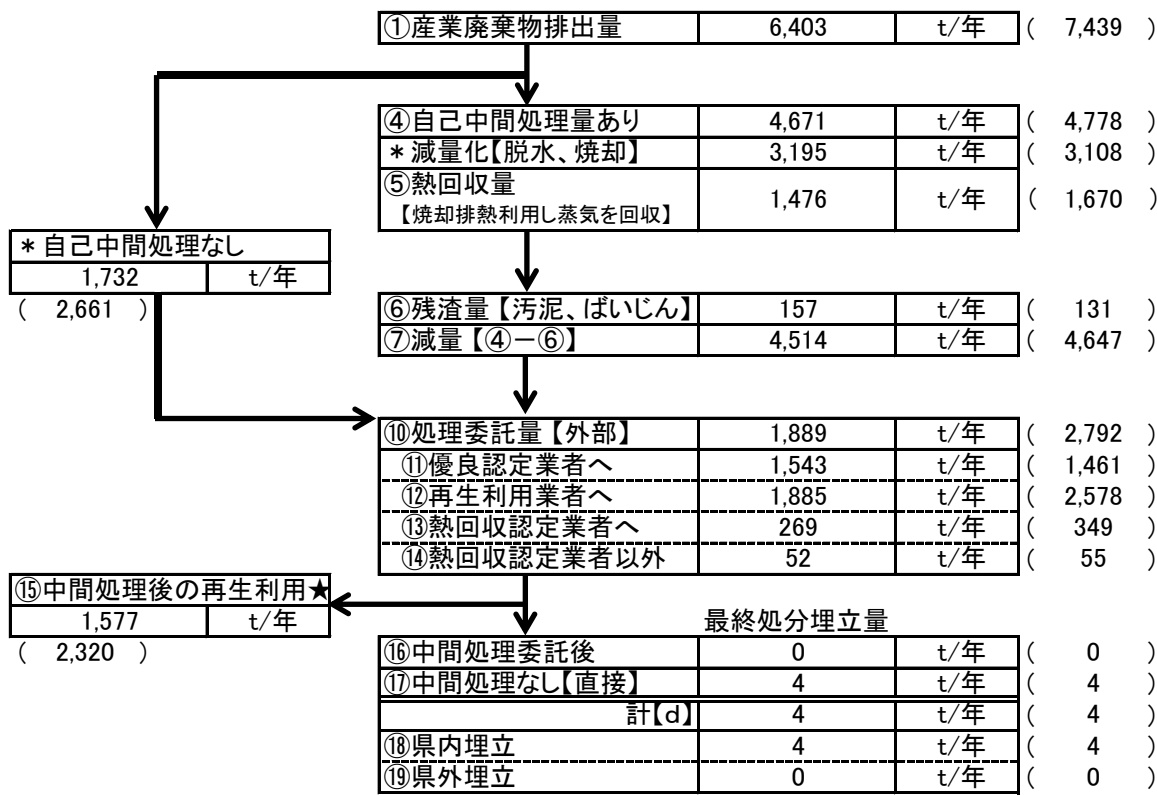 ①産業廃棄物排出量 6,403 t/年 ( 7,439 )
④自己中間処理量あり 4,671 t/年 ( 4,778 )
*減量化【脱水、焼却】 3,195 t/年 ( 3,108 )
⑤熱回収量 1,476 t/年 ( 1,670 )
【焼却排熱利用し蒸気を回収】
*自己中間処理なし
1,732 t/年
( 2,661 )
⑥残渣量【汚泥、ばいじん】 157 t/年 ( 131 )
⑦減量【④-⑥】 4,514 t/年 ( 4,647 )
⑩処理委託量【外部】 1,889 t/年 ( 2,792 )
⑪優良認定業者へ 1,543 t/年 ( 1,461 )
⑫再生利用業者へ 1,885 t/年 ( 2,578 )
⑬熱回収認定業者へ 269 t/年 ( 349 )
⑭熱回収認定業者以外 52 t/年 ( 55 )
⑮中間処理後の再生利用★
1,577 t/年
( 2,320 )
最終処分埋立量
⑯中間処理委託後 0 t/年 ( 0 )
⑰中間処理なし【直接】 4 t/年 ( 4 )
計【d】 4 t/年 ( 4 )
⑱県内埋立 4 t/年 ( 4 )
⑲県外埋立 0 t/年 ( 0 )